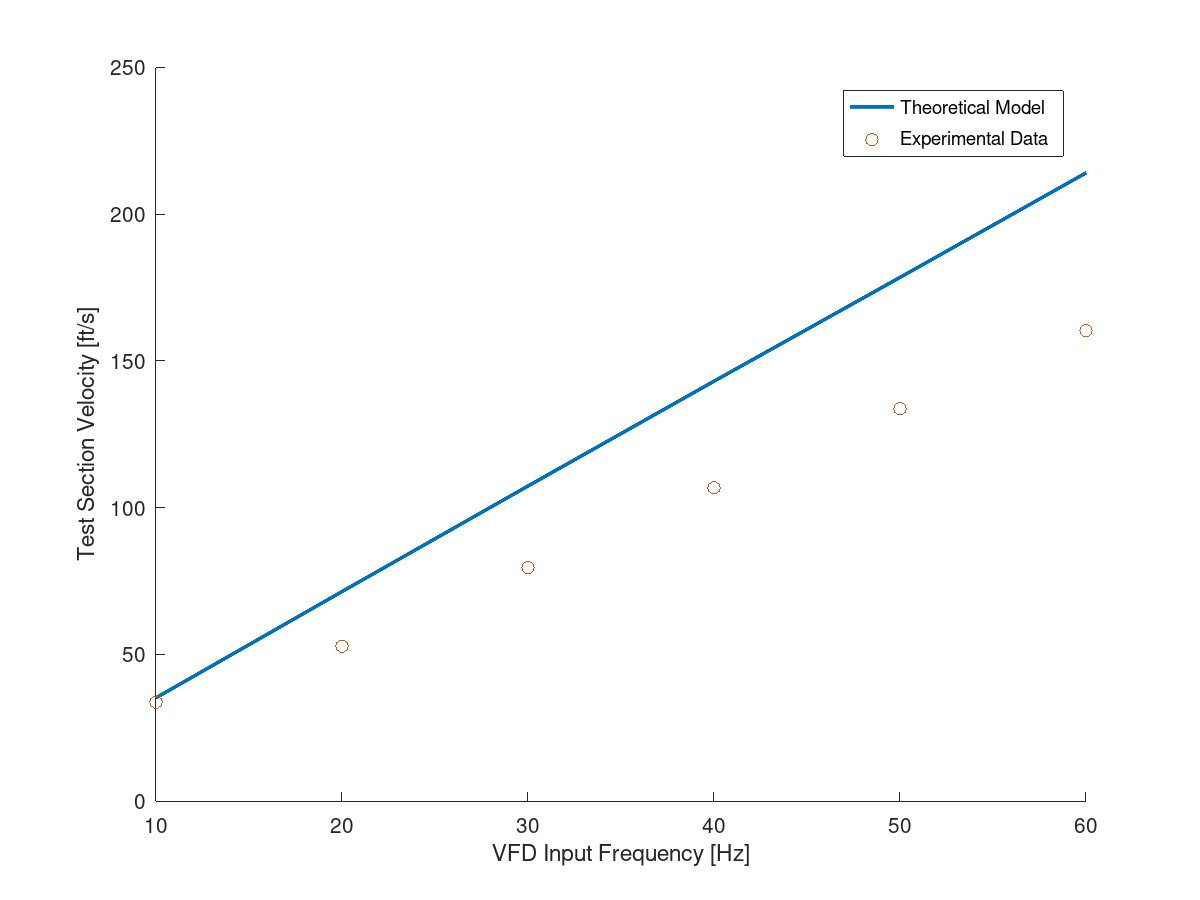 250
200
150
100
50
0
Test Section Velocity [ft/s]
Theoretical Model
Experimental Data
10 20 30 40 50 60
VFD Input Frequency [Hz]